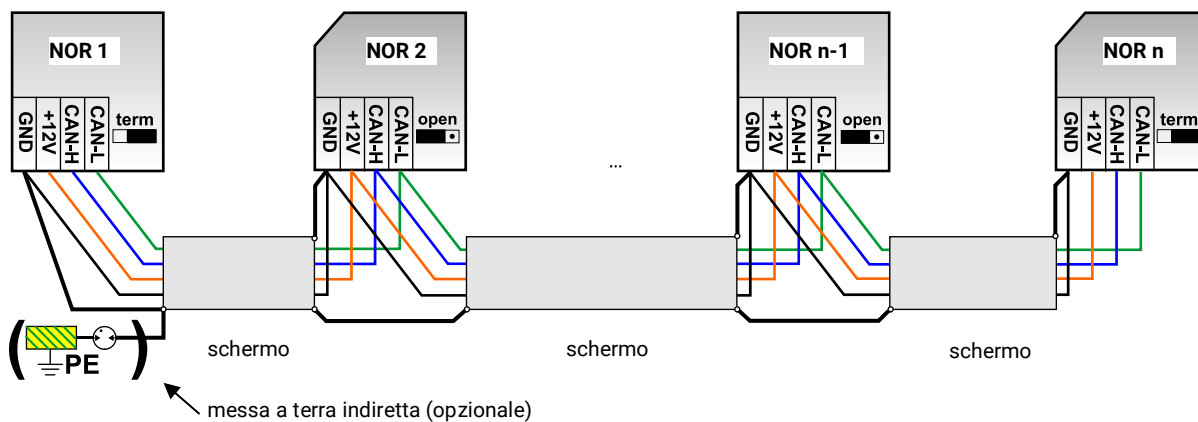 NOR 1
NOR 2
NOR n-1
NOR n
GND
+12V
CAN-H
CAN-L
term
GND
+12V
CAN-H
CAN-L
open
...
GND
+12V
CAN-H
CAN-L
open
GND
+12V
CAN-H
CAN-L
term
( PE )
schermo
schermo
schermo
messa a terra indiretta (opzionale)